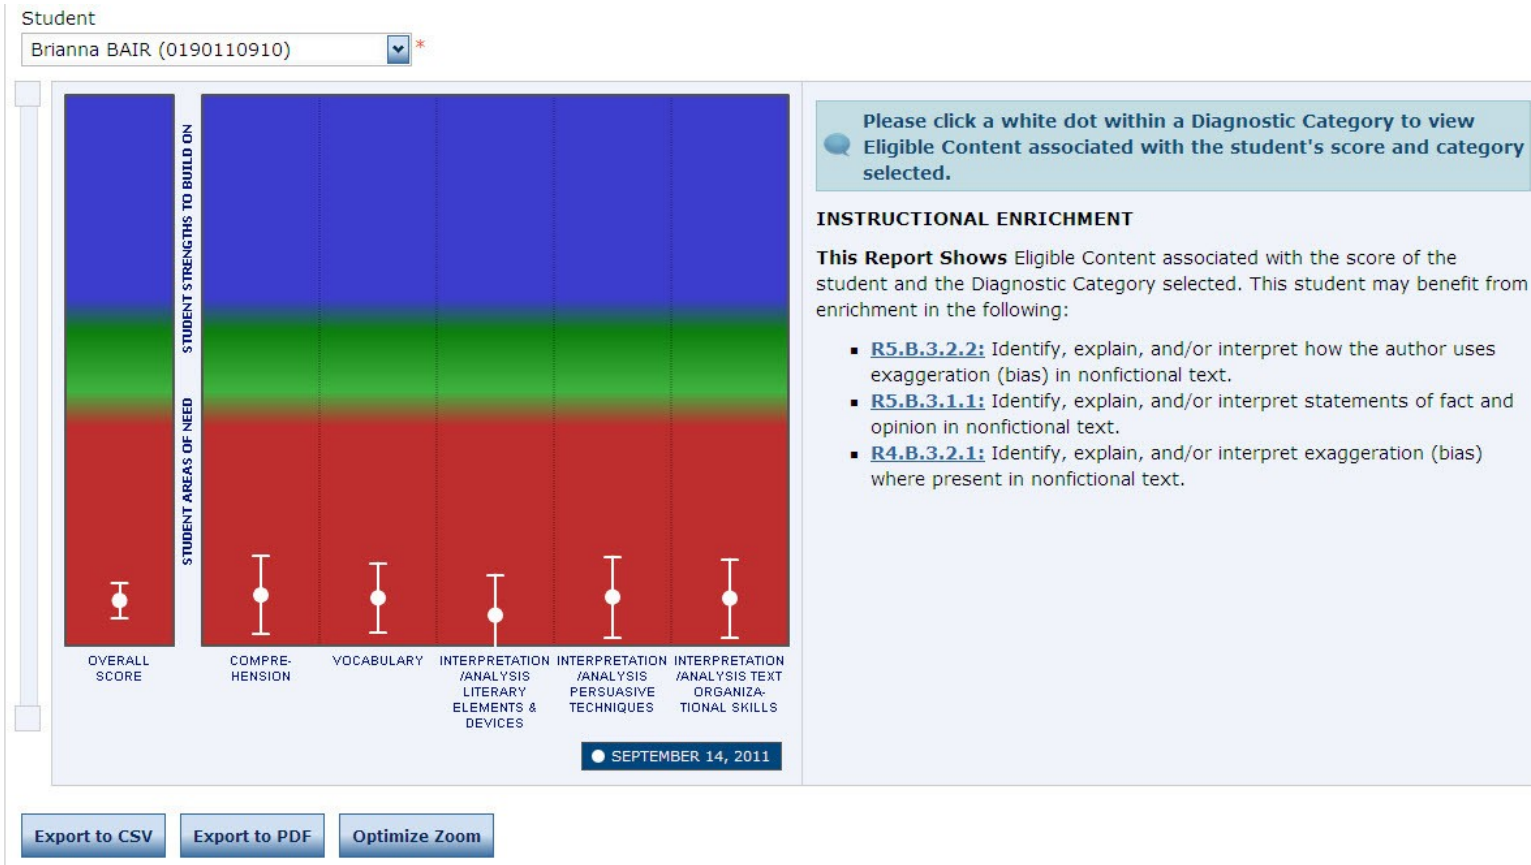 Student
Brianna BAIR (0190110910)
*
STUDENT STRENGTHS TO BUILD ON
STUDENT AREAS OF NEED
OVERALL
SCORE
COMPRE-
HENSION
VOCABULARY
INTERPRETATION
/ANALYSIS
LITERARY
ELEMENTS &
DEVICES
INTERPRETATION
/ANALYSIS
PERSUASIVE
TECHNIQUES
INTERPRETATION
/ANALYSIS TEXT
ORGANIZA-
TIONAL SKILLS
SEPTEMBER 14, 2011
Please click a white dot within a Diagnostic Category to view
Eligible Content associated with the student's score and category
selected.
INSTRUCTIONAL ENRICHMENT
This Report Shows Eligible Content associated with the score of the
student and the Diagnostic Category selected. This student may benefit from
enrichment in the following:
R5.B.3.2.2: Identify, explain, and/or interpret how the author uses
exaggeration (bias) in nonfictional text.
R5.B.3.1.1: Identify, explain, and/or interpret statements of fact and
opinion in nonfictional text.
R4.B.3.2.1: Identify, explain, and/or interpret exaggeration (bias)
where present in nonfictional text.
Export to CSV
Export to PDF
Optimize Zoom